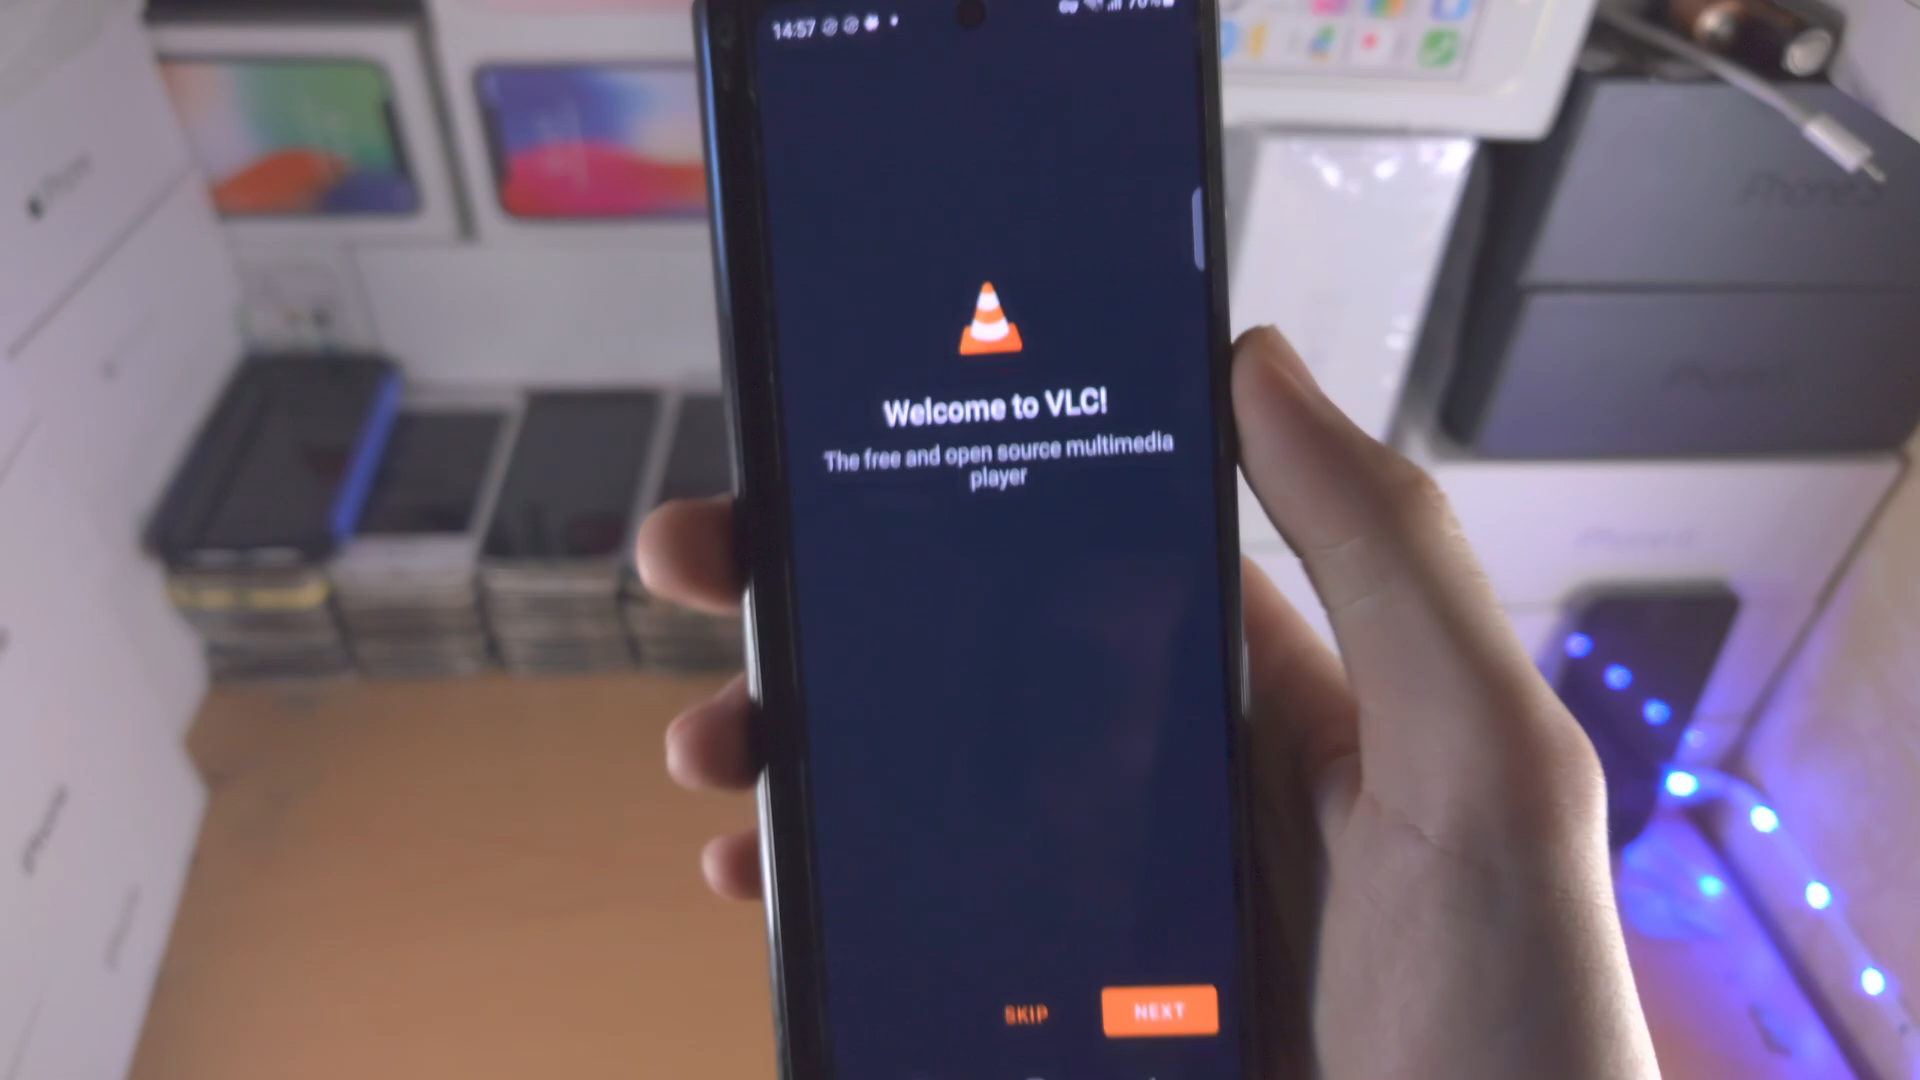 14:57
Welcome to VLC!
The free and open source multimedia
player
SKIP
NEXT